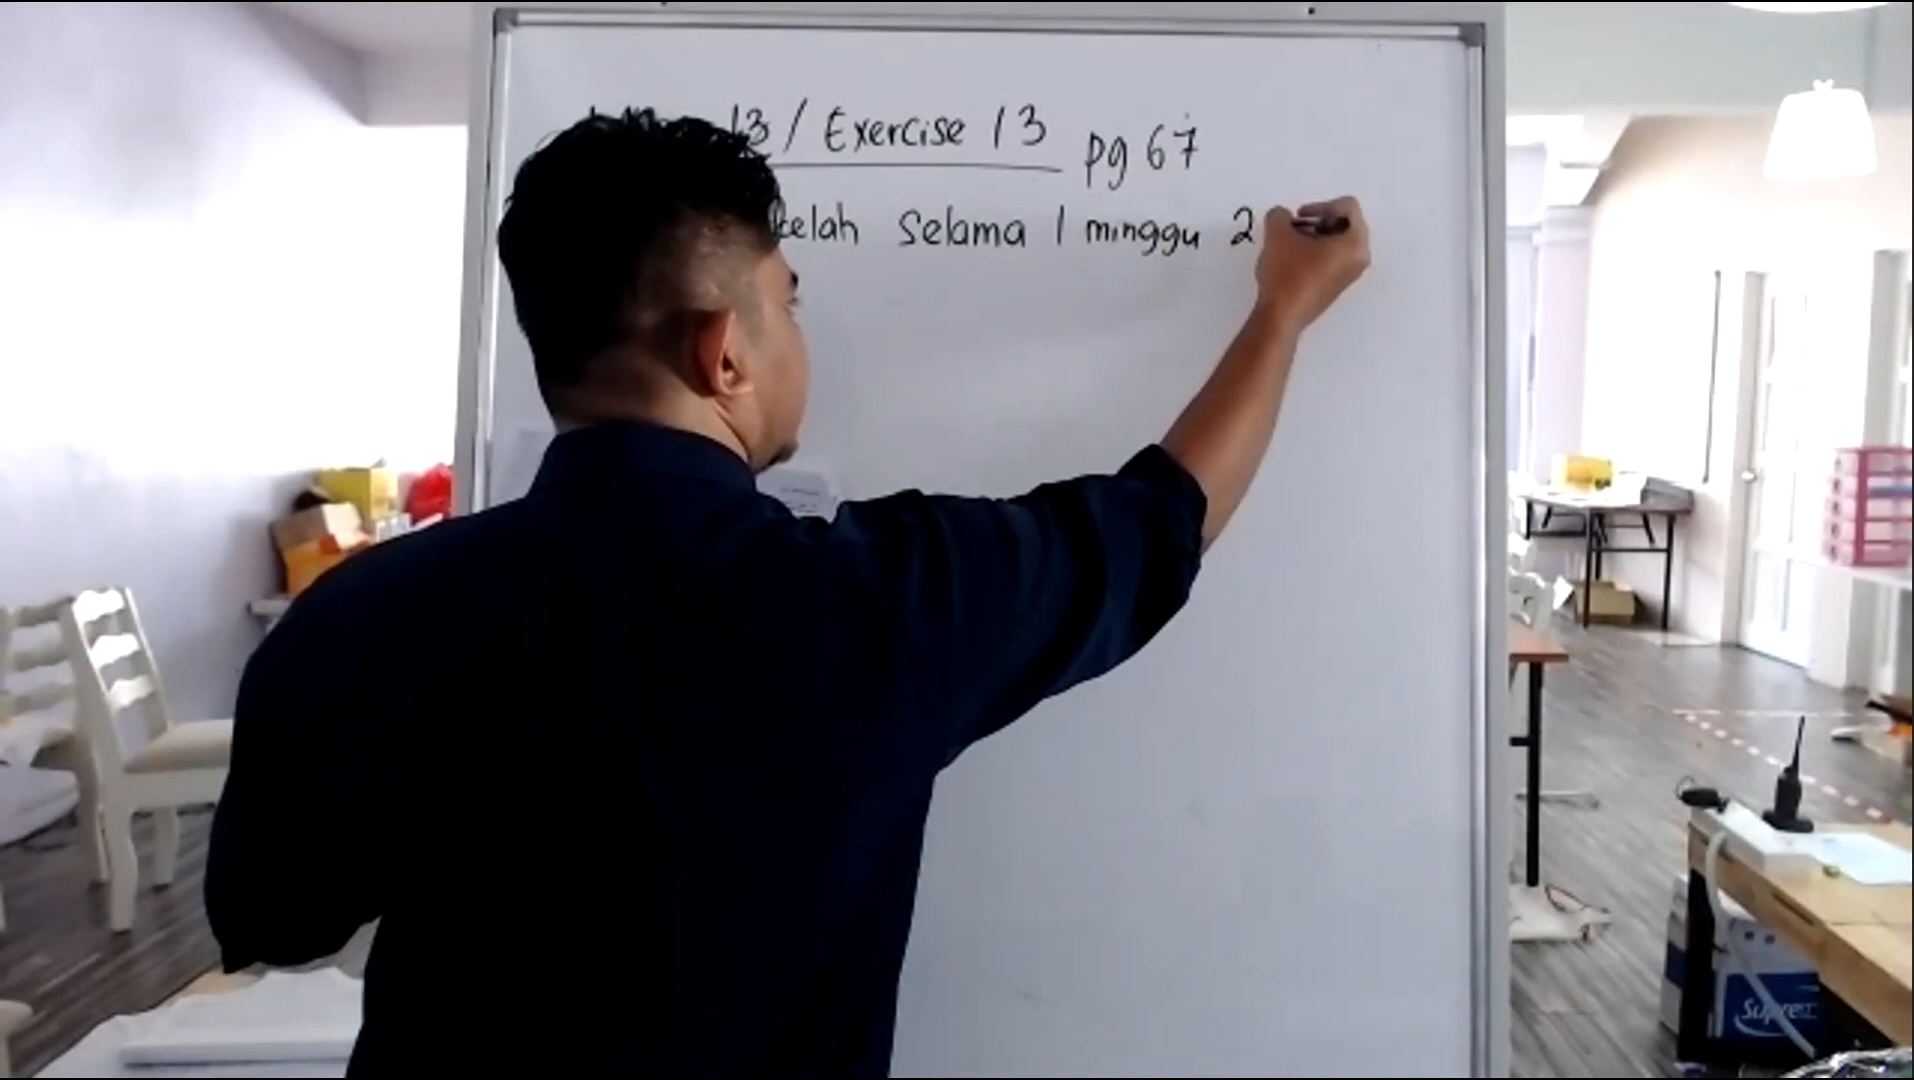 13 / Exercise 13 pg 67
kelah selama 1 minggu 2